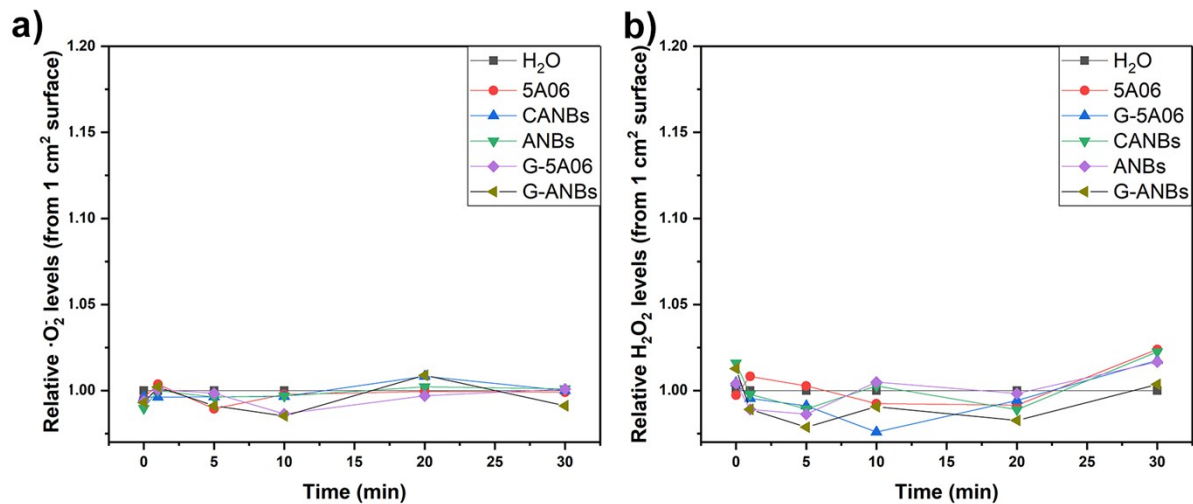 a)
Relative ·O₂⁻ levels (from 1 cm² surface)
1.20
1.15
1.10
1.05
1.00
0 5 10 15 20 25 30
Time (min)
H₂O
5A06
CANBs
ANBs
G-5A06
G-ANBs
b)
Relative H₂O₂ levels (from 1 cm² surface)
1.20
1.15
1.10
1.05
1.00
0 5 10 15 20 25 30
Time (min)
H₂O
5A06
G-5A06
CANBs
ANBs
G-ANBs